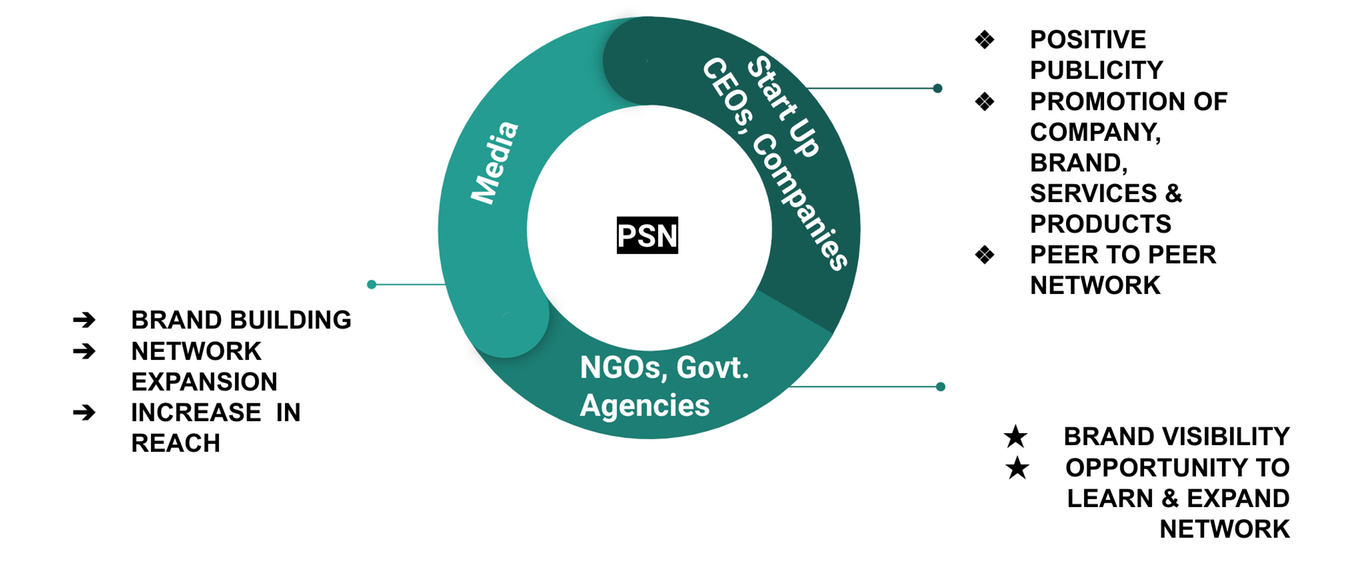 Media
Start Up
CEOs, Companies
PSN
NGOs, Govt.
Agencies
❖ POSITIVE
PUBLICITY
❖ PROMOTION OF
COMPANY,
BRAND,
SERVICES &
PRODUCTS
❖ PEER TO PEER
NETWORK
➔ BRAND BUILDING
➔ NETWORK
EXPANSION
➔ INCREASE  IN
REACH
★ BRAND VISIBILITY
★ OPPORTUNITY TO
LEARN & EXPAND
NETWORK